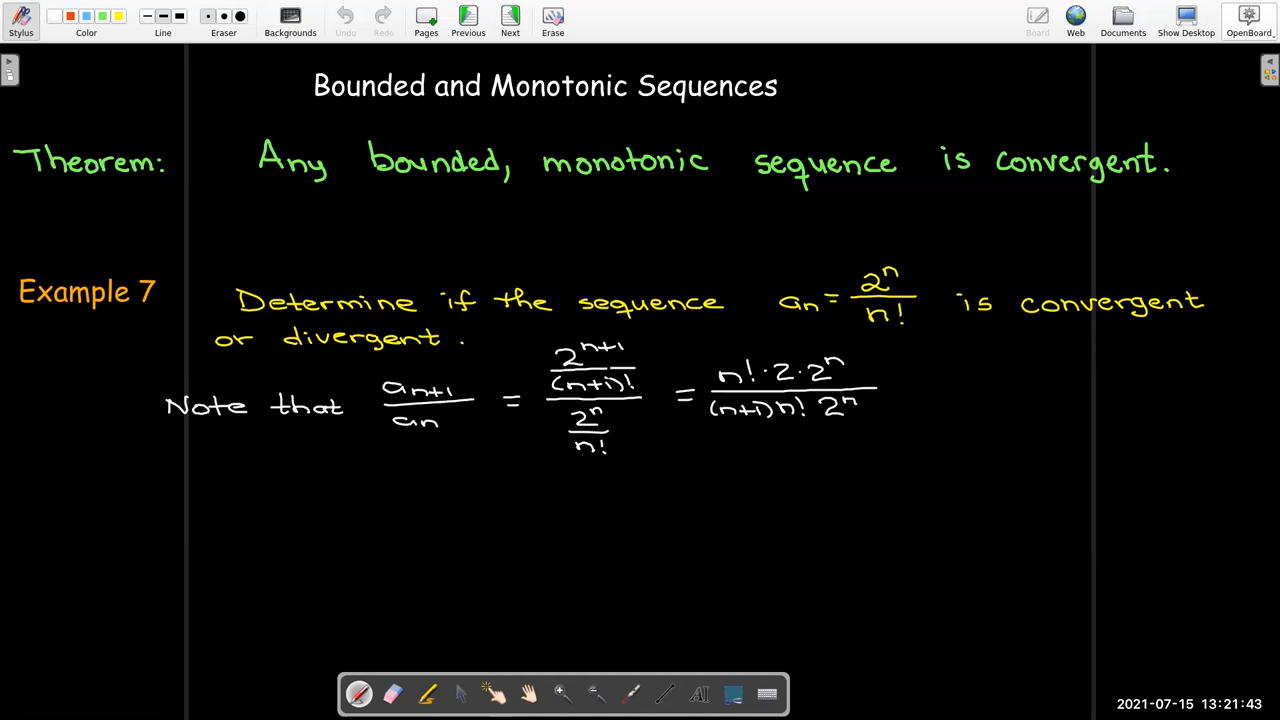 Stylus Color Line Eraser Backgrounds Undo Redo Pages Previous Next Erase Board Web Documents Show Desktop OpenBoard
Bounded and Monotonic Sequences
Theorem: Any bounded, monotonic sequence is convergent.
Example 7 Determine if the sequence aₙ = 2ⁿ/n! is convergent
or divergent.
Note that aₙ₊₁/aₙ = (2ⁿ⁺¹/(n+1)!)/(2ⁿ/n!) = n!·2·2ⁿ/(n+1)n! 2ⁿ
AI
2021-07-15 13:21:43